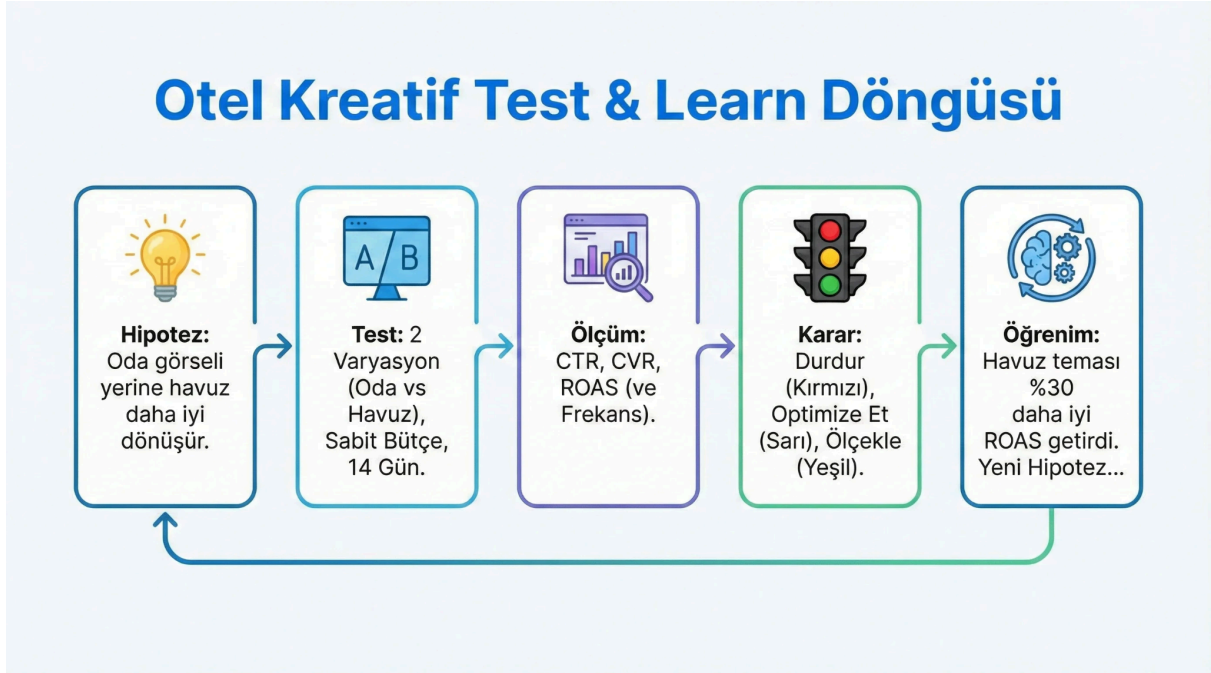 Otel Kreatif Test & Learn Döngüsü
Hipotez:
Oda görseli
yerine havuz
daha iyi
dönüşür.
A/B
Test: 2
Varyasyon
(Oda vs
Havuz),
Sabit Bütçe,
14 Gün.
Ölçüm:
CTR, CVR,
ROAS (ve
Frekans).
Karar:
Durdur
(Kırmızı),
Optimize Et
(Sarı), Ölçekle
(Yeşil).
Öğrenim:
Havuz teması
%30
daha iyi
ROAS getirdi.
Yeni Hipotez...